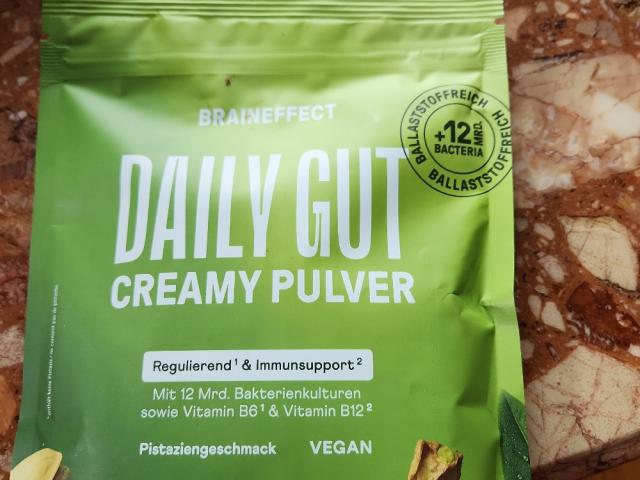 BRAINEFFECT
BALLASTSTOFFREICH
BALLASTSTOFFREICH
+12 MRD.
BACTERIA
DAILY GUT
CREAMY PULVER
Regulierend¹ & Immunsupport²
Mit 12 Mrd. Bakterienkulturen
sowie Vitamin B6¹ & Vitamin B12²
Pistaziengeschmack VEGAN